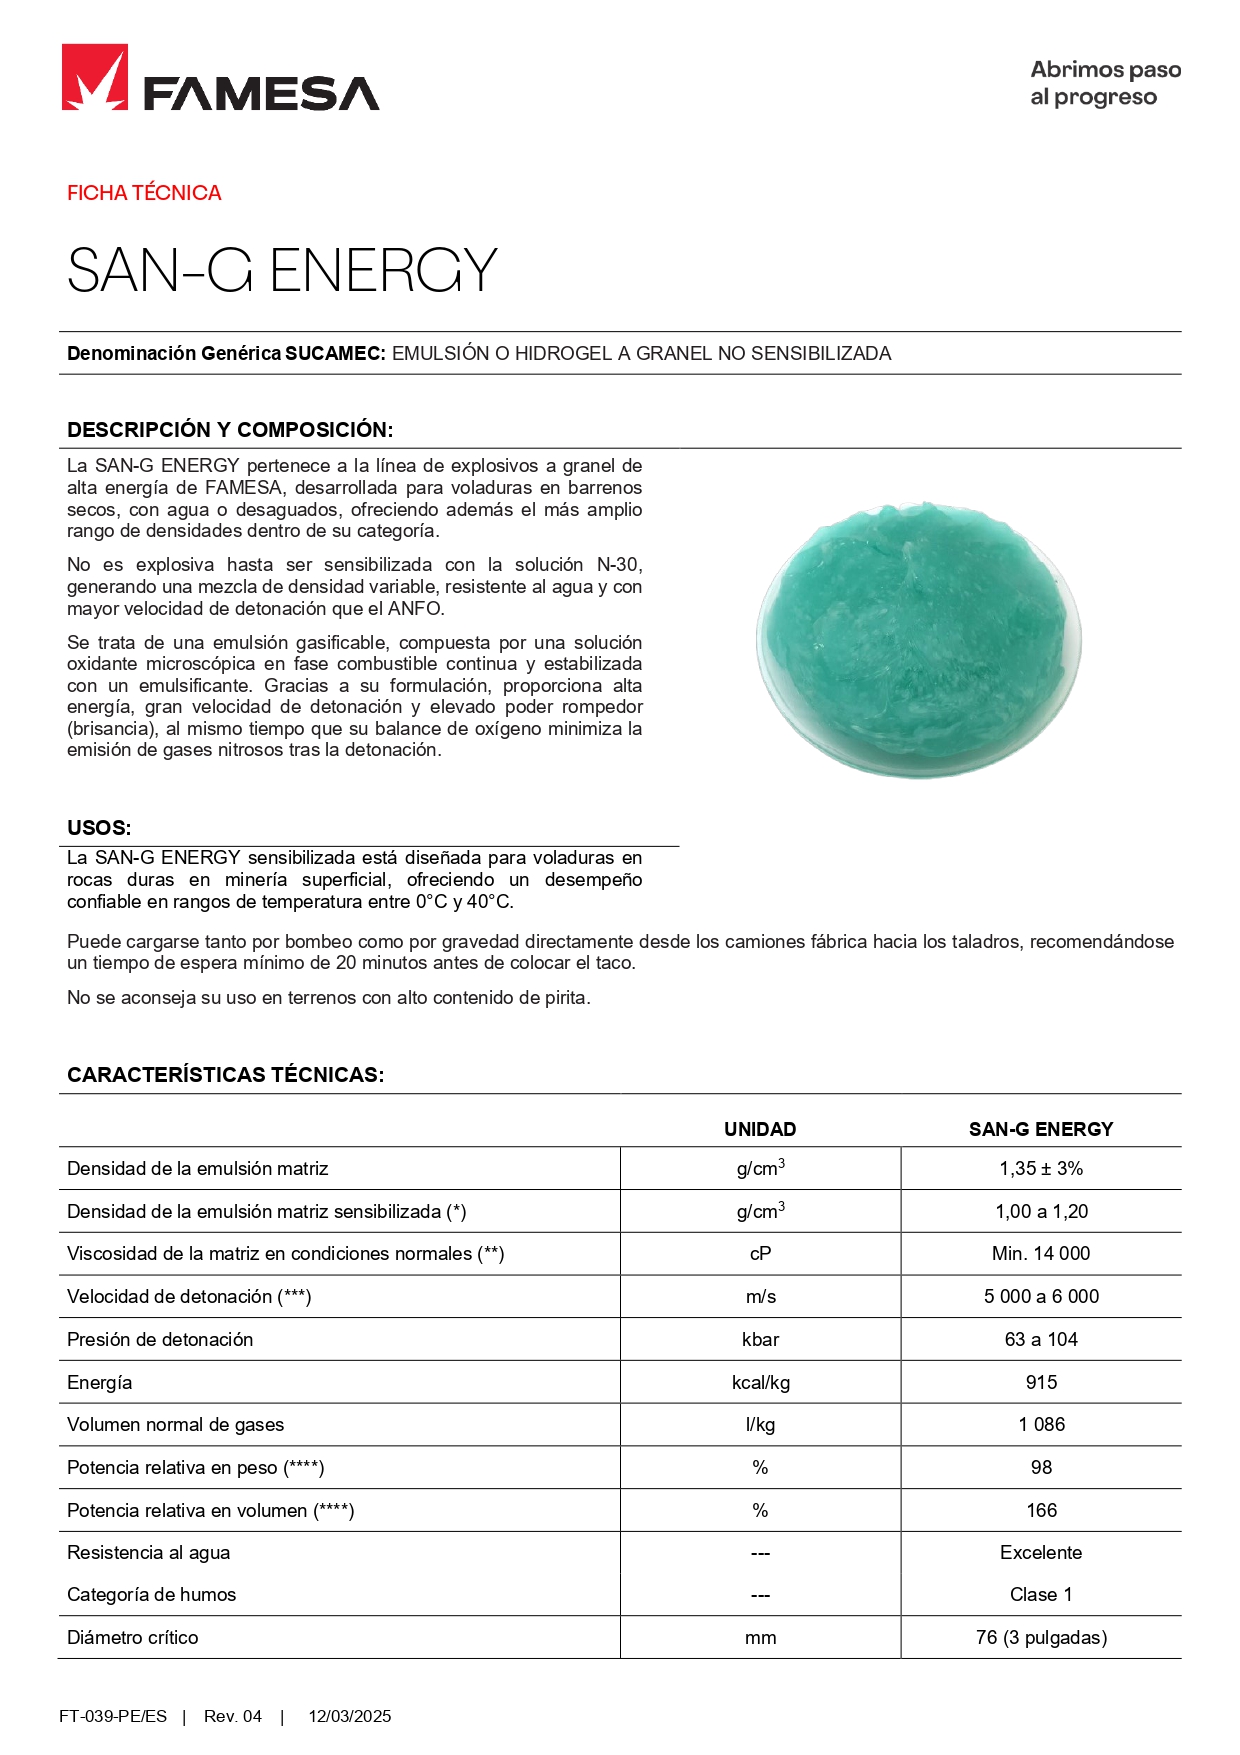 FAMESA
Abrimos paso
al progreso
FICHA TÉCNICA
SAN-G ENERGY
Denominación Genérica SUCAMEC: EMULSIÓN O HIDROGEL A GRANEL NO SENSIBILIZADA
DESCRIPCIÓN Y COMPOSICIÓN:
La SAN-G ENERGY pertenece a la línea de explosivos a granel de
alta energía de FAMESA, desarrollada para voladuras en barrenos
secos, con agua o desaguados, ofreciendo además el más amplio
rango de densidades dentro de su categoría.
No es explosiva hasta ser sensibilizada con la solución N-30,
generando una mezcla de densidad variable, resistente al agua y con
mayor velocidad de detonación que el ANFO.
Se trata de una emulsión gasificable, compuesta por una solución
oxidante microscópica en fase combustible continua y estabilizada
con un emulsificante. Gracias a su formulación, proporciona alta
energía, gran velocidad de detonación y elevado poder rompedor
(brisancia), al mismo tiempo que su balance de oxígeno minimiza la
emisión de gases nitrosos tras la detonación.
USOS:
La SAN-G ENERGY sensibilizada está diseñada para voladuras en
rocas duras en minería superficial, ofreciendo un desempeño
confiable en rangos de temperatura entre 0°C y 40°C.
Puede cargarse tanto por bombeo como por gravedad directamente desde los camiones fábrica hacia los taladros, recomendándose
un tiempo de espera mínimo de 20 minutos antes de colocar el taco.
No se aconseja su uso en terrenos con alto contenido de pirita.
CARACTERÍSTICAS TÉCNICAS:
UNIDAD SAN-G ENERGY
Densidad de la emulsión matriz g/cm³ 1,35 ± 3%
Densidad de la emulsión matriz sensibilizada (*) g/cm³ 1,00 a 1,20
Viscosidad de la matriz en condiciones normales (**) cP Min. 14 000
Velocidad de detonación (***) m/s 5 000 a 6 000
Presión de detonación kbar 63 a 104
Energía kcal/kg 915
Volumen normal de gases l/kg 1 086
Potencia relativa en peso (****) % 98
Potencia relativa en volumen (****) % 166
Resistencia al agua --- Excelente
Categoría de humos --- Clase 1
Diámetro crítico mm 76 (3 pulgadas)
FT-039-PE/ES | Rev. 04 | 12/03/2025